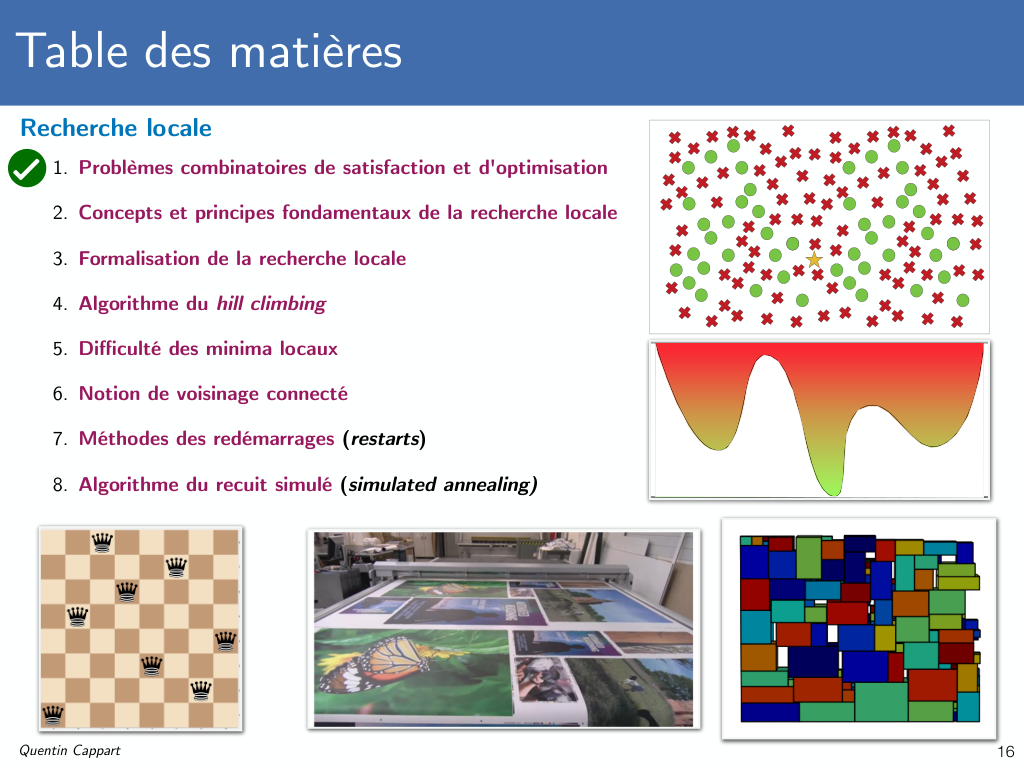 Table des matières
Recherche locale
1. Problèmes combinatoires de satisfaction et d'optimisation
2. Concepts et principes fondamentaux de la recherche locale
3. Formalisation de la recherche locale
4. Algorithme du hill climbing
5. Difficulté des minima locaux
6. Notion de voisinage connecté
7. Méthodes des redémarrages (restarts)
8. Algorithme du recuit simulé (simulated annealing)
Quentin Cappart
16